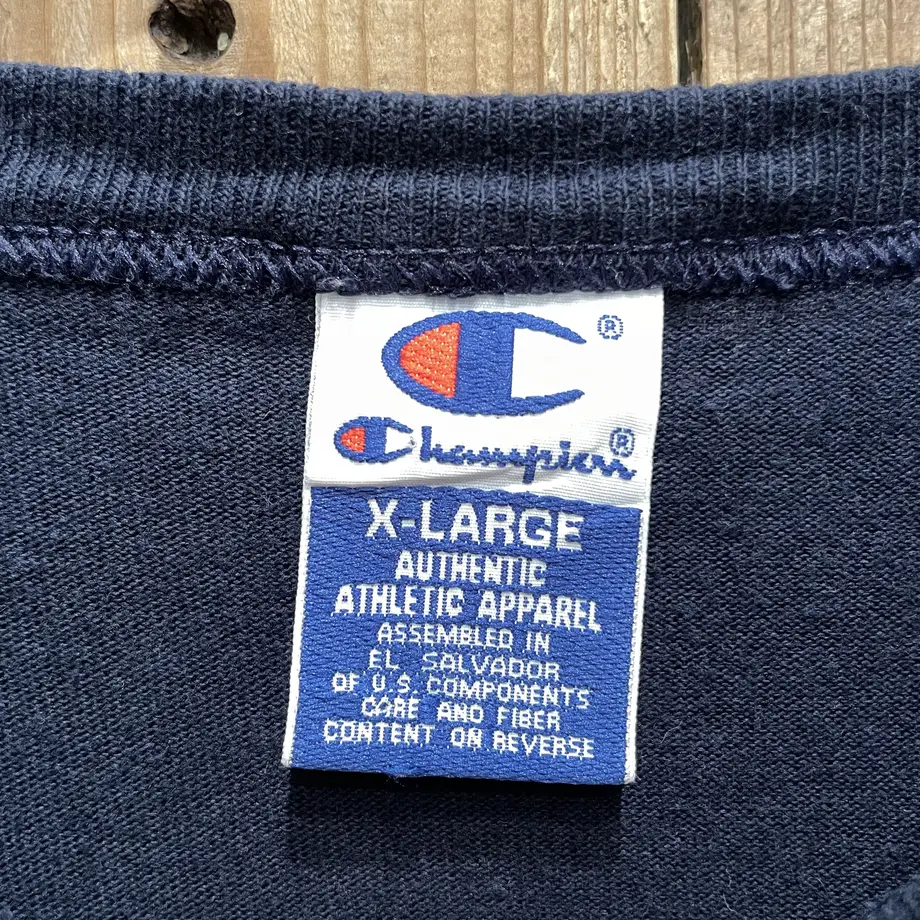 ®
Champion®
X-LARGE
AUTHENTIC
ATHLETIC APPAREL
ASSEMBLED IN
EL SALVADOR
OF U.S. COMPONENTS
CARE AND FIBER
CONTENT ON REVERSE